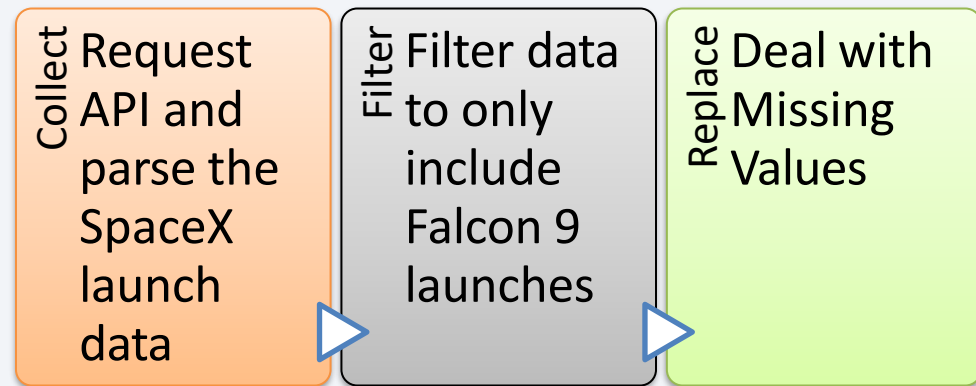 Collect
Request
API and
parse the
SpaceX
launch
data
Filter
Filter data
to only
include
Falcon 9
launches
Replace
Deal with
Missing
Values